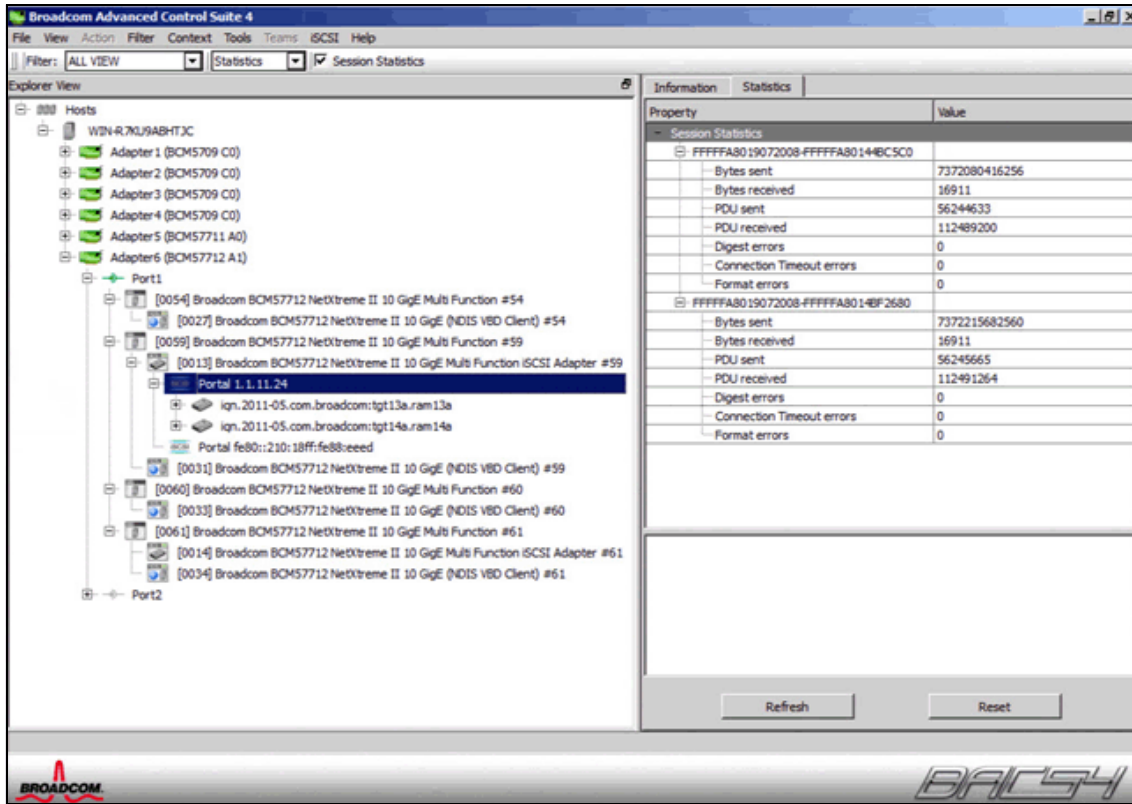 Broadcom Advanced Control Suite 4
File View Action Filter Context Tools Teams iSCSI Help
Filter: ALL VIEW Statistics Session Statistics
Explorer View
Hosts
WIN-R7KU9ABHTJC
Adapter1 (BCM5709 C0)
Adapter2 (BCM5709 C0)
Adapter3 (BCM5709 C0)
Adapter4 (BCM5709 C0)
Adapter5 (BCM57711 A0)
Adapter6 (BCM57712 A1)
Port1
[0054] Broadcom BCM57712 NetXtreme II 10 GigE Multi Function #54
[0027] Broadcom BCM57712 NetXtreme II 10 GigE (NDIS VBD Client) #54
[0059] Broadcom BCM57712 NetXtreme II 10 GigE Multi Function #59
[0013] Broadcom BCM57712 NetXtreme II 10 GigE Multi Function iSCSI Adapter #59
Portal 1.1.11.24
iqn.2011-05.com.broadcom:tgt13a.ram13a
iqn.2011-05.com.broadcom:tgt14a.ram14a
Portal fe80::210:18ff:fe88:eeed
[0031] Broadcom BCM57712 NetXtreme II 10 GigE (NDIS VBD Client) #59
[0060] Broadcom BCM57712 NetXtreme II 10 GigE Multi Function #60
[0033] Broadcom BCM57712 NetXtreme II 10 GigE (NDIS VBD Client) #60
[0061] Broadcom BCM57712 NetXtreme II 10 GigE Multi Function #61
[0014] Broadcom BCM57712 NetXtreme II 10 GigE Multi Function iSCSI Adapter #61
[0034] Broadcom BCM57712 NetXtreme II 10 GigE (NDIS VBD Client) #61
Port2
Information Statistics
Property Value
Session Statistics
FFFFFA8019072008-FFFFFA80144BC5C0
Bytes sent 7372080416256
Bytes received 16911
PDU sent 56244633
PDU received 112489200
Digest errors 0
Connection Timeout errors 0
Format errors 0
FFFFFA8019072008-FFFFFA8014BF2680
Bytes sent 7372215682560
Bytes received 16911
PDU sent 56245665
PDU received 112491264
Digest errors 0
Connection Timeout errors 0
Format errors 0
Refresh Reset
BROADCOM. BACS4